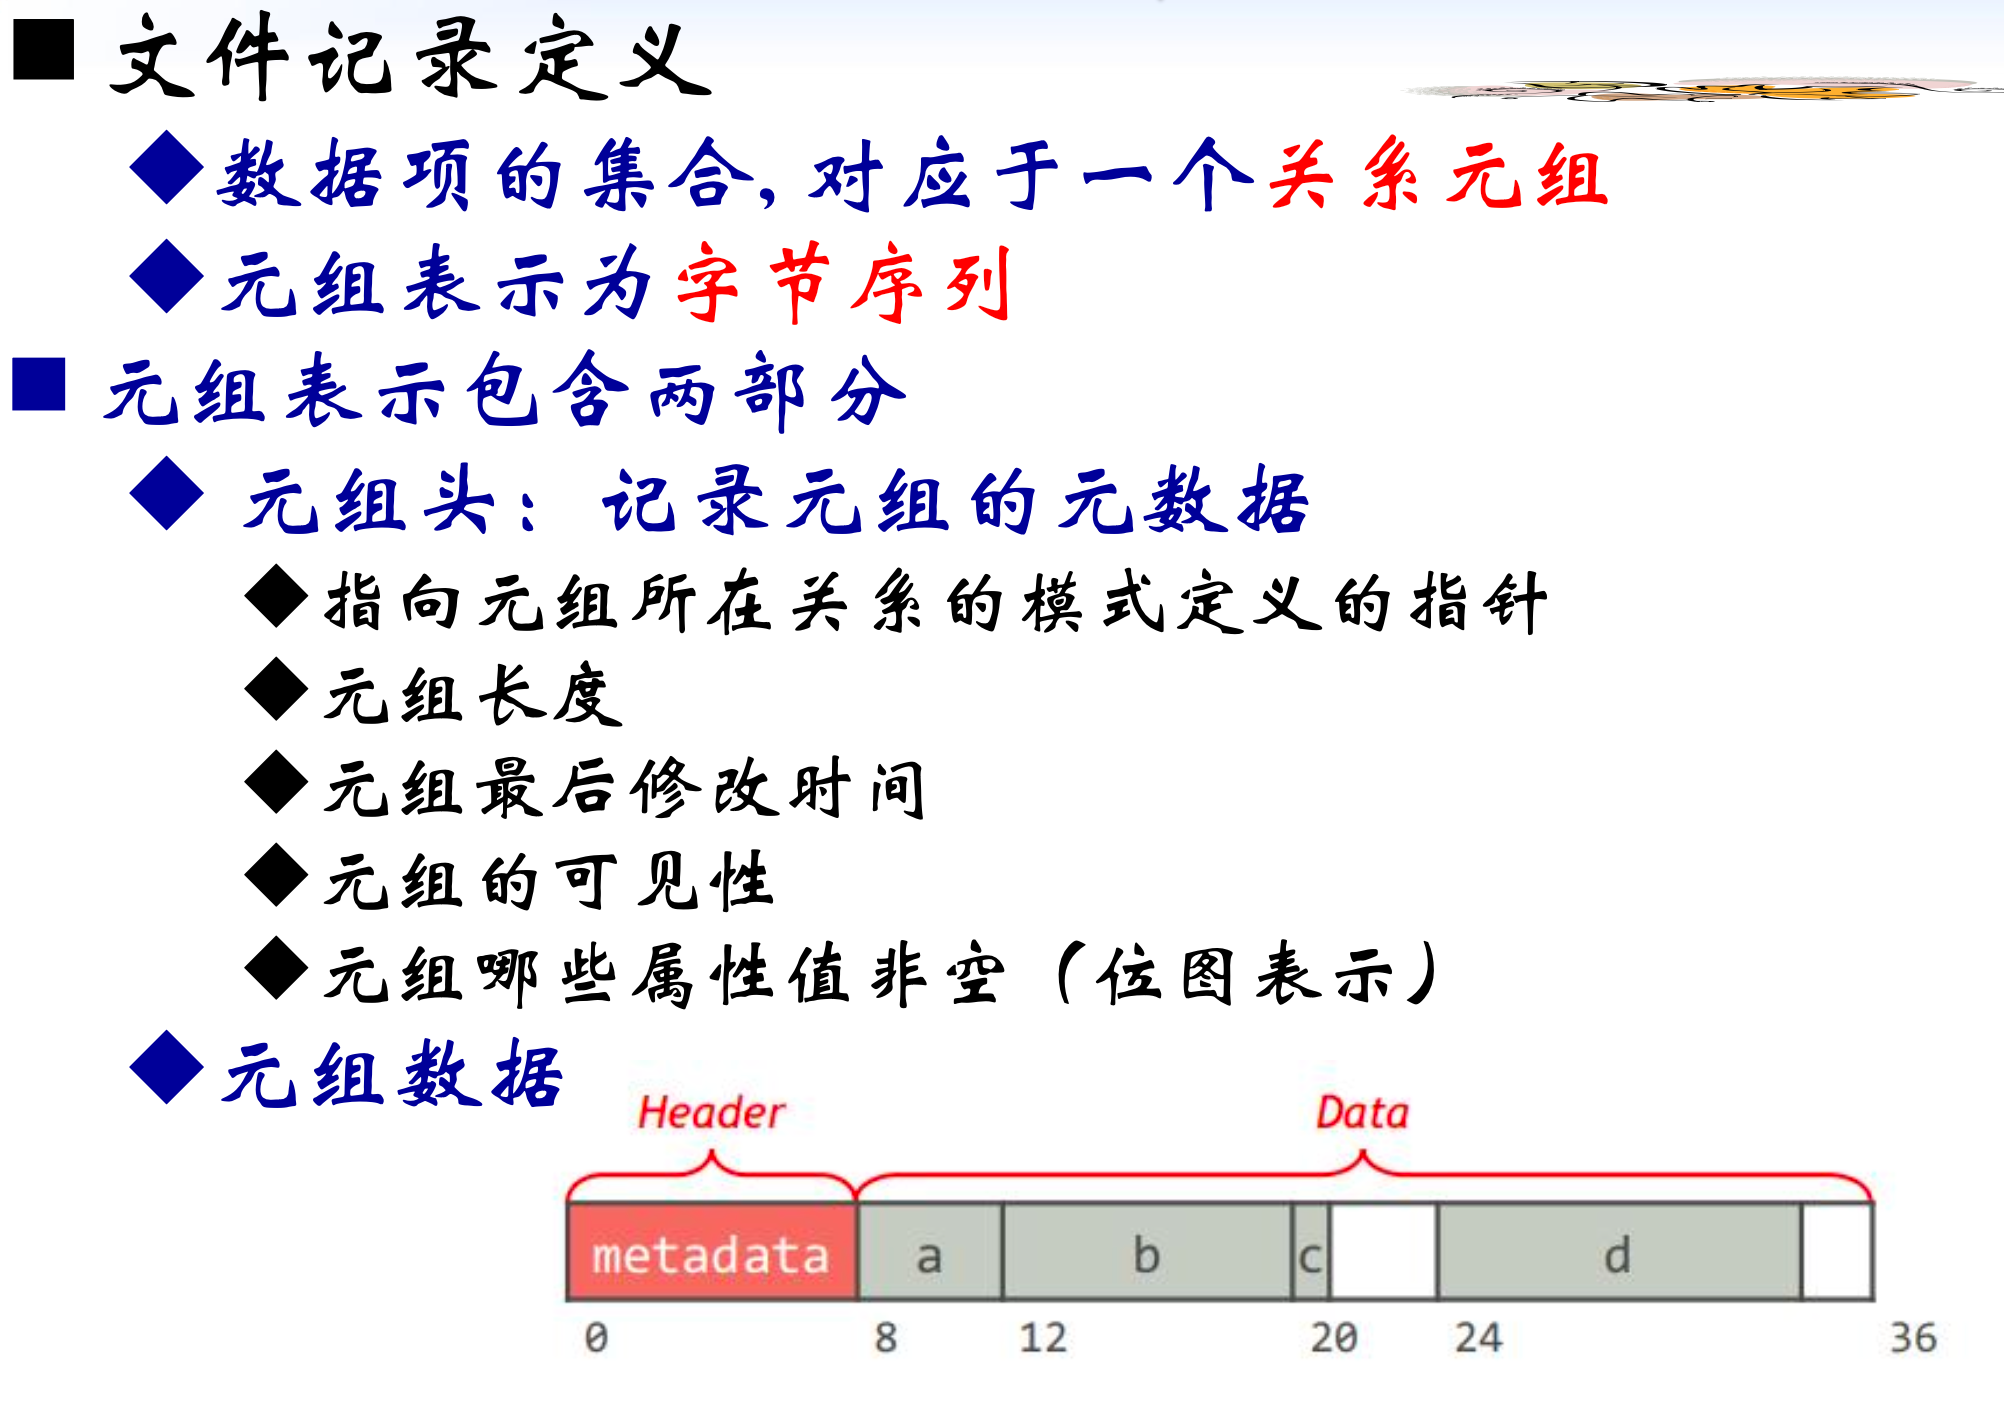 文件记录定义
数据项的集合, 对应于一个关系元组
元组表示为字节序列
元组表示包含两部分
元组头: 记录元组的元数据
指向元组所在关系的模式定义的指针
元组长度
元组最后修改时间
元组的可见性
元组哪些属性值非空（位图表示）
元组数据
Header Data
metadata a b c d
0 8 12 20 24 36